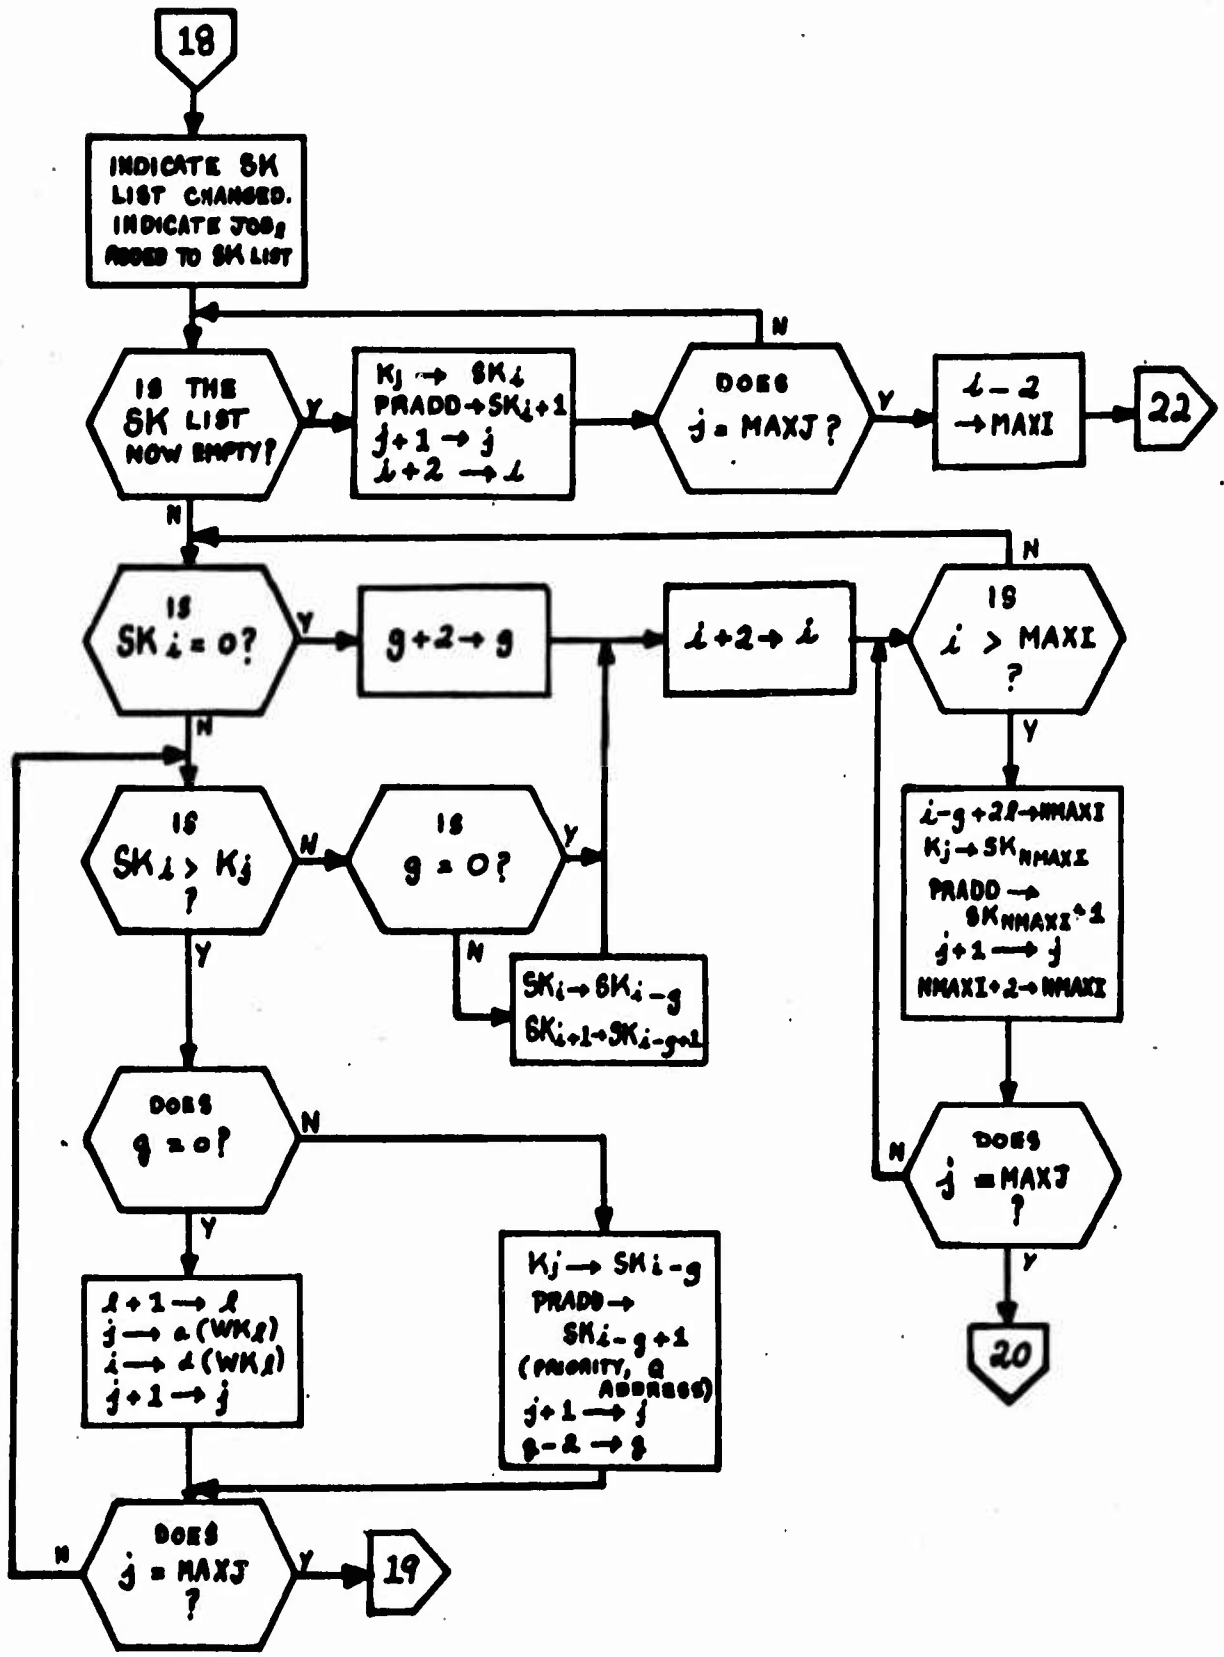 18
INDICATE SK
LIST CHANGED.
INDICATE JOBℓ
ADDED TO SK LIST
N
IS THE
SK LIST
NOW EMPTY?
Y
Kj → SKi
PRADD → SKi+1
j+1 → j
i+2 → i
DOES
j = MAXJ?
Y
i-2
→ MAXI
22
N
N
IS
SKi = 0?
Y
g+2 → g
i+2 → i
IS
i > MAXI
?
N
Y
IS
SKi > Kj
?
N
IS
g = 0?
Y
i-g+2ℓ → NMAXI
Kj → SKNMAXI
PRADD →
SKNMAXI+1
j+1 → j
NMAXI+2 → NMAXI
Y
N
SKi → SKi-g
SKi+1 → SKi-g+1
DOES
g = 0?
N
N
DOES
j = MAXJ
?
Y
Y
ℓ+1 → ℓ
j → a(WKℓ)
i → d(WKℓ)
j+1 → j
Kj → SKi-g
PRADD →
SKi-g+1
(PRIORITY, Q
ADDRESS)
j+1 → j
g-2 → g
20
N
DOES
j = MAXJ
?
Y
19